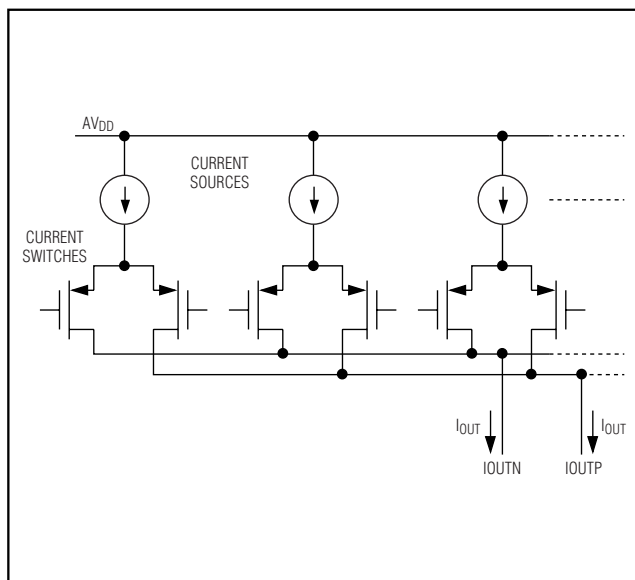 AVDD
CURRENT
SOURCES
CURRENT
SWITCHES
IOUT
IOUT
IOUTN
IOUTP